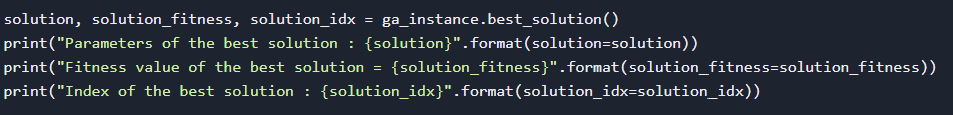 solution, solution_fitness, solution_idx = ga_instance.best_solution()
print("Parameters of the best solution : {solution}".format(solution=solution))
print("Fitness value of the best solution = {solution_fitness}".format(solution_fitness=solution_fitness))
print("Index of the best solution : {solution_idx}".format(solution_idx=solution_idx))